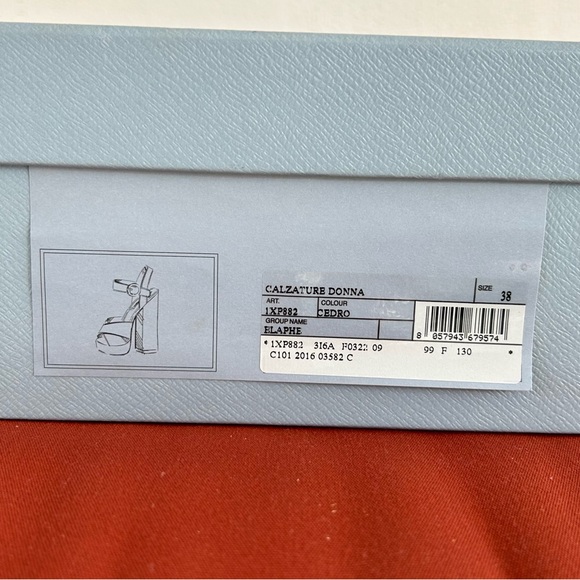 CALZATURE DONNA
SIZE
38
ART.
COLOUR
1XP882
CEDRO
GROUP NAME
ELAPHE
8 057943 679574
* 1XP882 3I6A F0322 09 99 F 130 *
C101 2016 03582 C